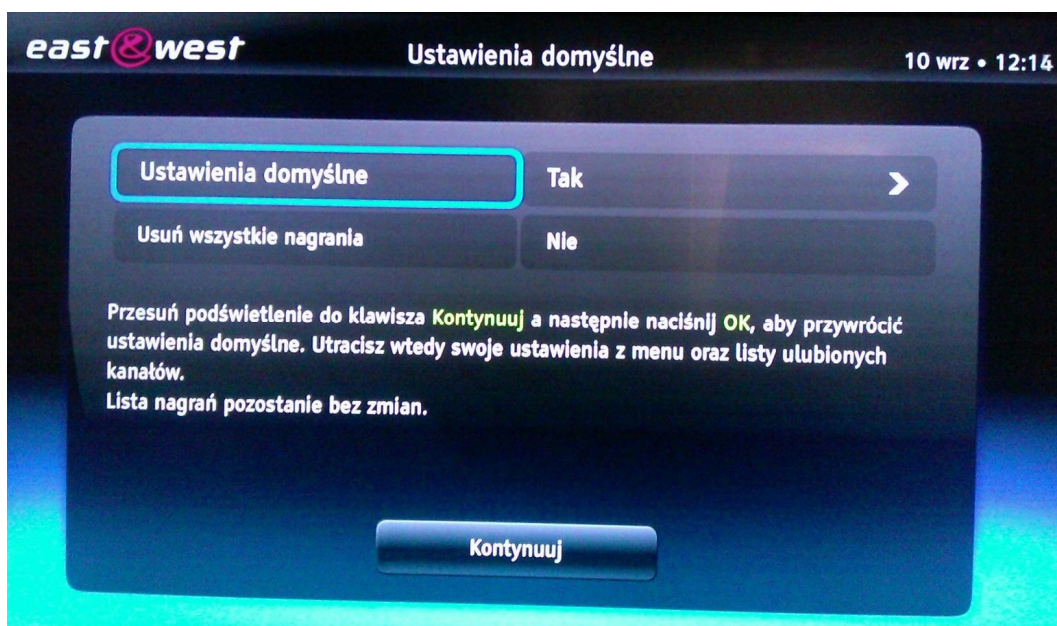 east@west
Ustawienia domyślne
10 wrz • 12:14
Ustawienia domyślne Tak
Usuń wszystkie nagrania Nie
Przesuń podświetlenie do klawisza Kontynuuj a następnie naciśnij OK, aby przywrócić
ustawienia domyślne. Utracisz wtedy swoje ustawienia z menu oraz listy ulubionych
kanałów.
Lista nagrań pozostanie bez zmian.
Kontynuuj